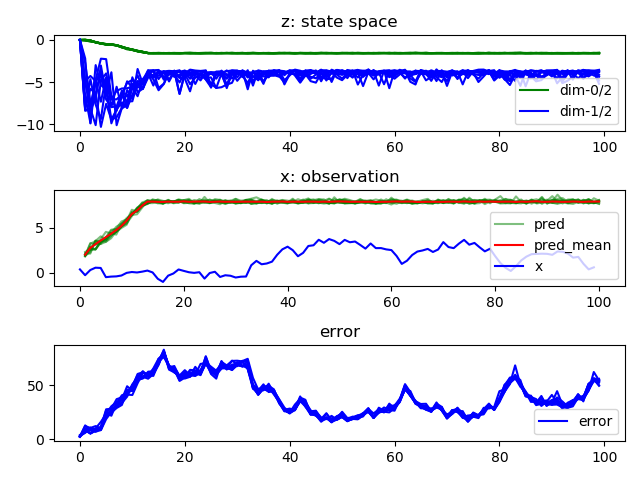 z: state space
0
−5
−10
dim-0/2
dim-1/2
0 20 40 60 80 100
x: observation
5
0
pred
pred_mean
x
0 20 40 60 80 100
error
50
0
error
0 20 40 60 80 100